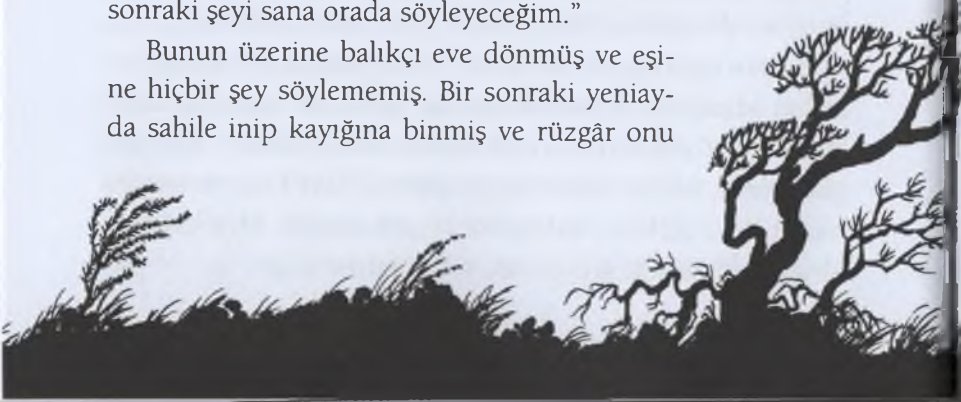 sonraki şeyi sana orada söyleyeceğim.”
Bunun üzerine balıkçı eve dönmüş ve eşi-
ne hiçbir şey söylememiş. Bir sonraki yeniay-
da sahile inip kayığına binmiş ve rüzgâr onu